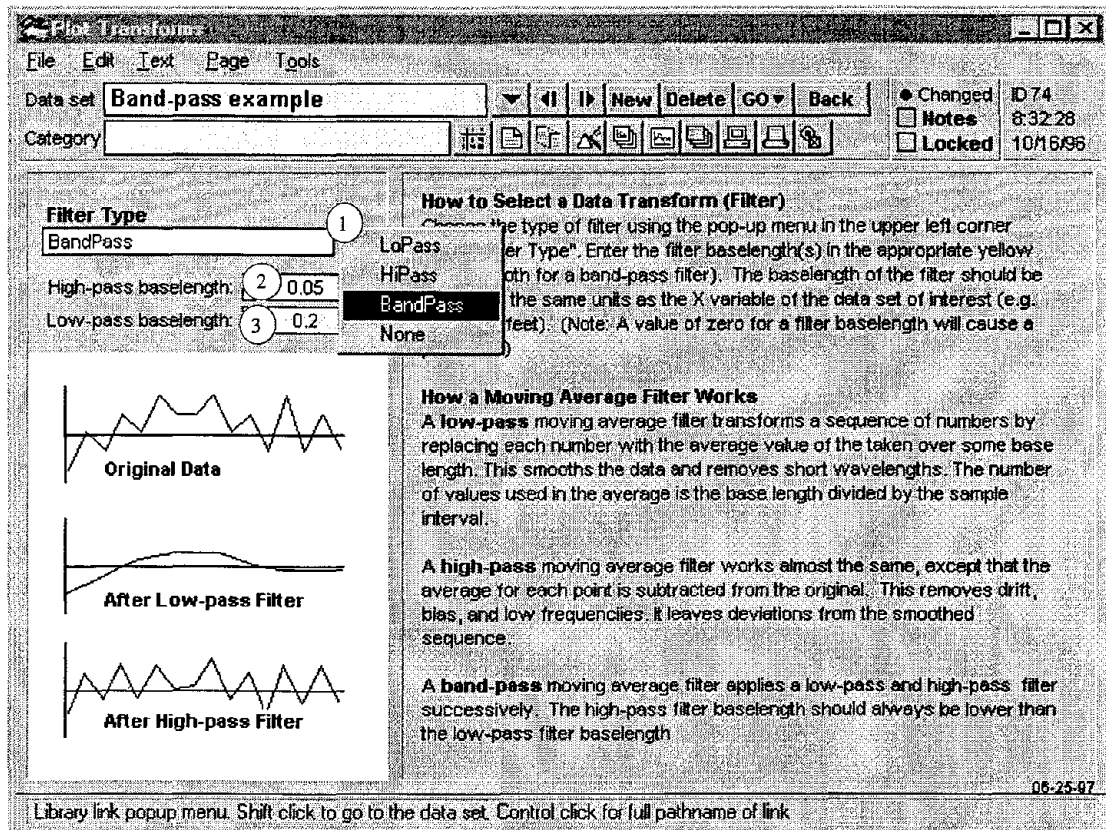 Plot Transforms
File Edit Text Page Tools
Data set Band-pass example New Delete GO Back Changed ID 74
Notes 8:32:28
Category Locked 10/16/96
Filter Type
BandPass
1
High-pass baselength: 2 0.05
Low-pass baselength: 3 0.2
LoPass
HiPass
BandPass
None
Original Data
After Low-pass Filter
After High-pass Filter
How to Select a Data Transform (Filter)
Choose the type of filter using the pop-up menu in the upper left corner
er Type". Enter the filter baselength(s) in the appropriate yellow
oth for a band-pass filter). The baselength of the filter should be
the same units as the X variable of the data set of interest (e.g.
feet). (Note: A value of zero for a filter baselength will cause a
How a Moving Average Filter Works
A low-pass moving average filter transforms a sequence of numbers by
replacing each number with the average value of the taken over some base
length. This smooths the data and removes short wavelengths. The number
of values used in the average is the base length divided by the sample
interval.
A high-pass moving average filter works almost the same, except that the
average for each point is subtracted from the original. This removes drift,
bias, and low frequenciies. It leaves deviations from the smoothed
sequence.
A band-pass moving average filter applies a low-pass and high-pass filter
successively. The high-pass filter baselength should always be lower than
the low-pass filter baselength
06-25-97
Library link popup menu. Shift click to go to the data set. Control click for full pathname of link